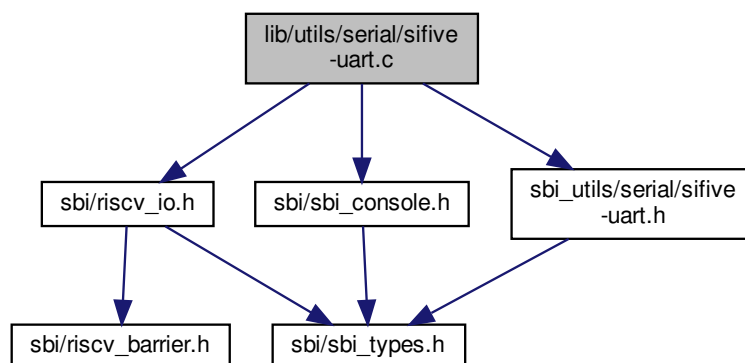 lib/utils/serial/sifive
-uart.c
sbi/riscv_io.h
sbi/sbi_console.h
sbi_utils/serial/sifive
-uart.h
sbi/riscv_barrier.h
sbi/sbi_types.h